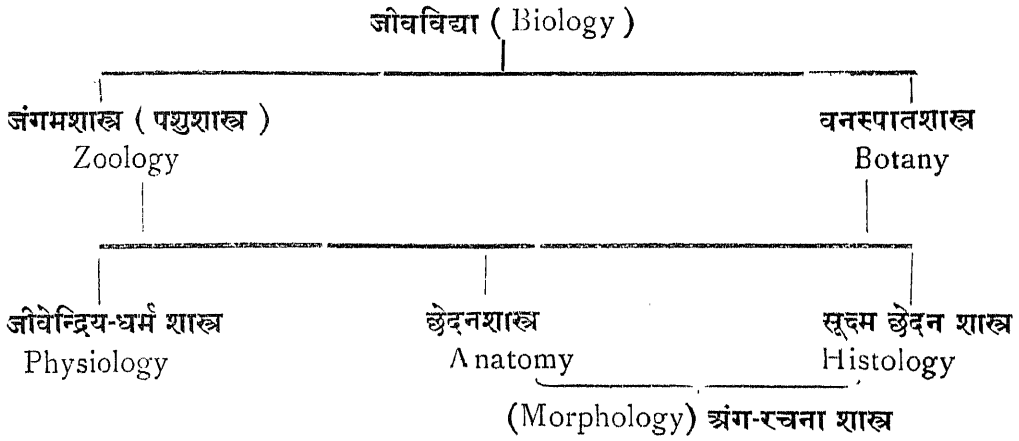 जीवविद्या ( Biology )
जंगमशास्त्र ( पशुशास्त्र ) वनस्पातशास्त्र
Zoology Botany
जीवेन्द्रिय-धर्म शास्त्र छेदनशास्त्र सूक्ष्म छेदन शास्त्र
Physiology Anatomy Histology
(Morphology) अंग-रचना शास्त्र